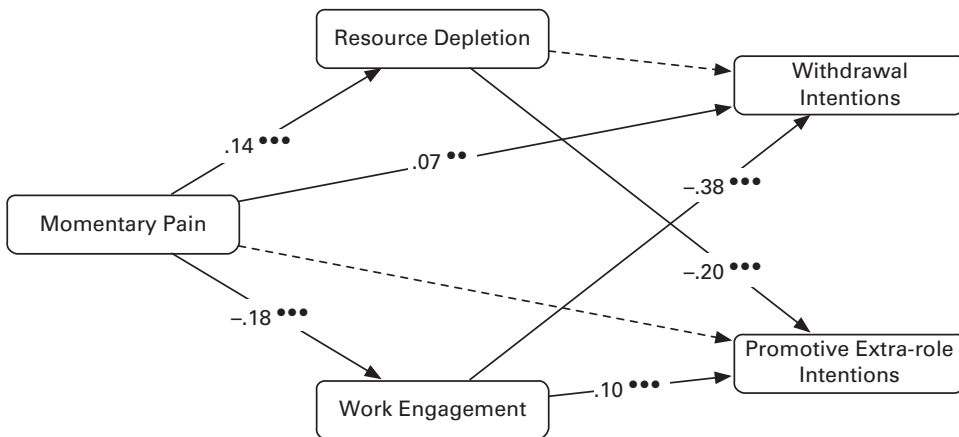 Resource Depletion
Withdrawal
Intentions
.14 •••
.07 ••
–.38 •••
Momentary Pain
–.20 •••
–.18 •••
Promotive Extra-role
Intentions
.10 •••
Work Engagement